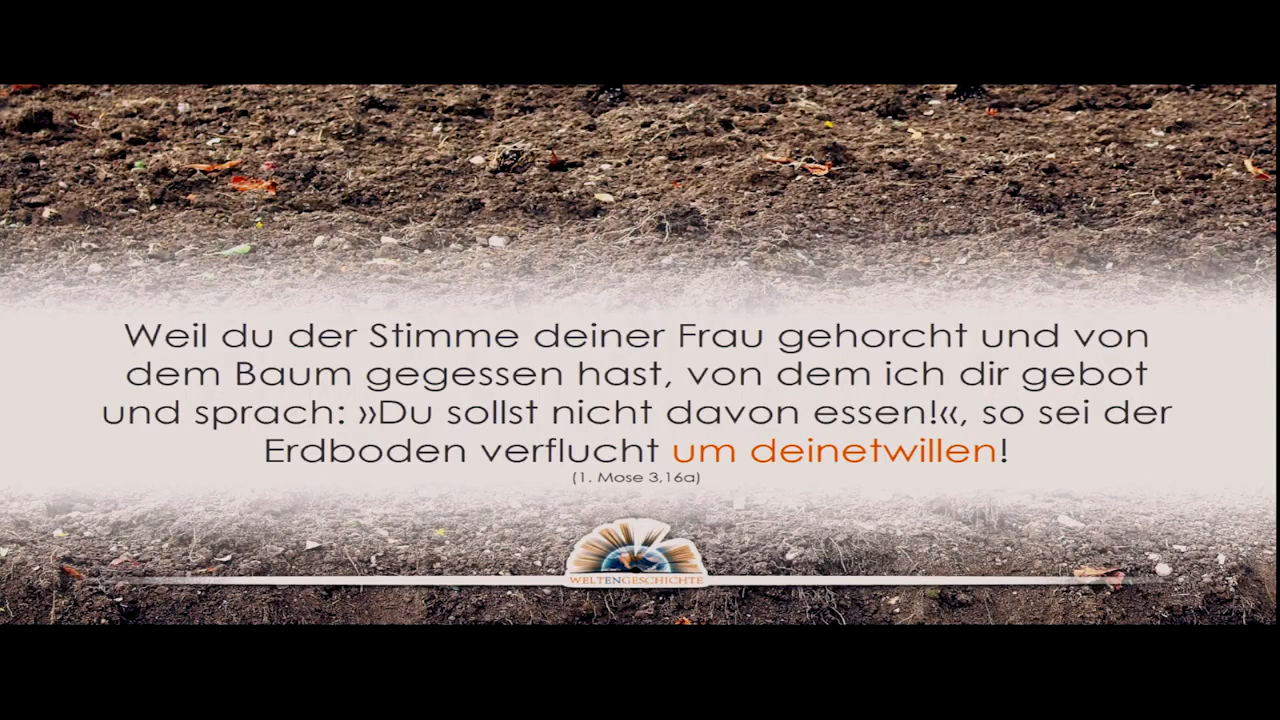 Weil du der Stimme deiner Frau gehorcht und von
dem Baum gegessen hast, von dem ich dir gebot
und sprach: »Du sollst nicht davon essen!«, so sei der
Erdboden verflucht um deinetwillen!
(1. Mose 3,16a)
WELTENGESCHICHTE